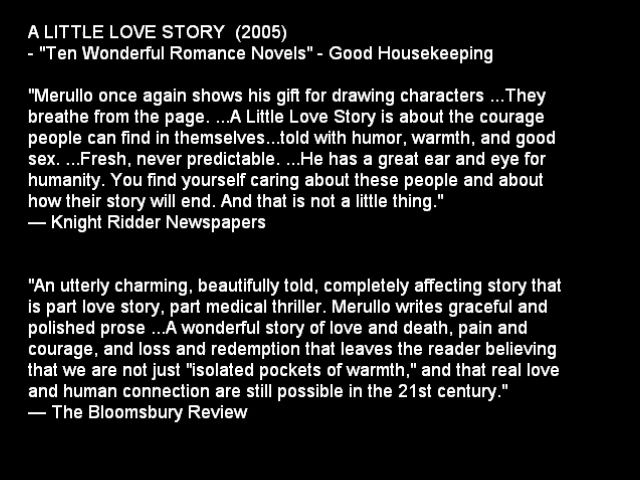 A LITTLE LOVE STORY  (2005)
- "Ten Wonderful Romance Novels" - Good Housekeeping
"Merullo once again shows his gift for drawing characters ...They
breathe from the page. ...A Little Love Story is about the courage
people can find in themselves...told with humor, warmth, and good
sex. ...Fresh, never predictable. ...He has a great ear and eye for
humanity. You find yourself caring about these people and about
how their story will end. And that is not a little thing."
— Knight Ridder Newspapers
"An utterly charming, beautifully told, completely affecting story that
is part love story, part medical thriller. Merullo writes graceful and
polished prose ...A wonderful story of love and death, pain and
courage, and loss and redemption that leaves the reader believing
that we are not just "isolated pockets of warmth," and that real love
and human connection are still possible in the 21st century."
— The Bloomsbury Review